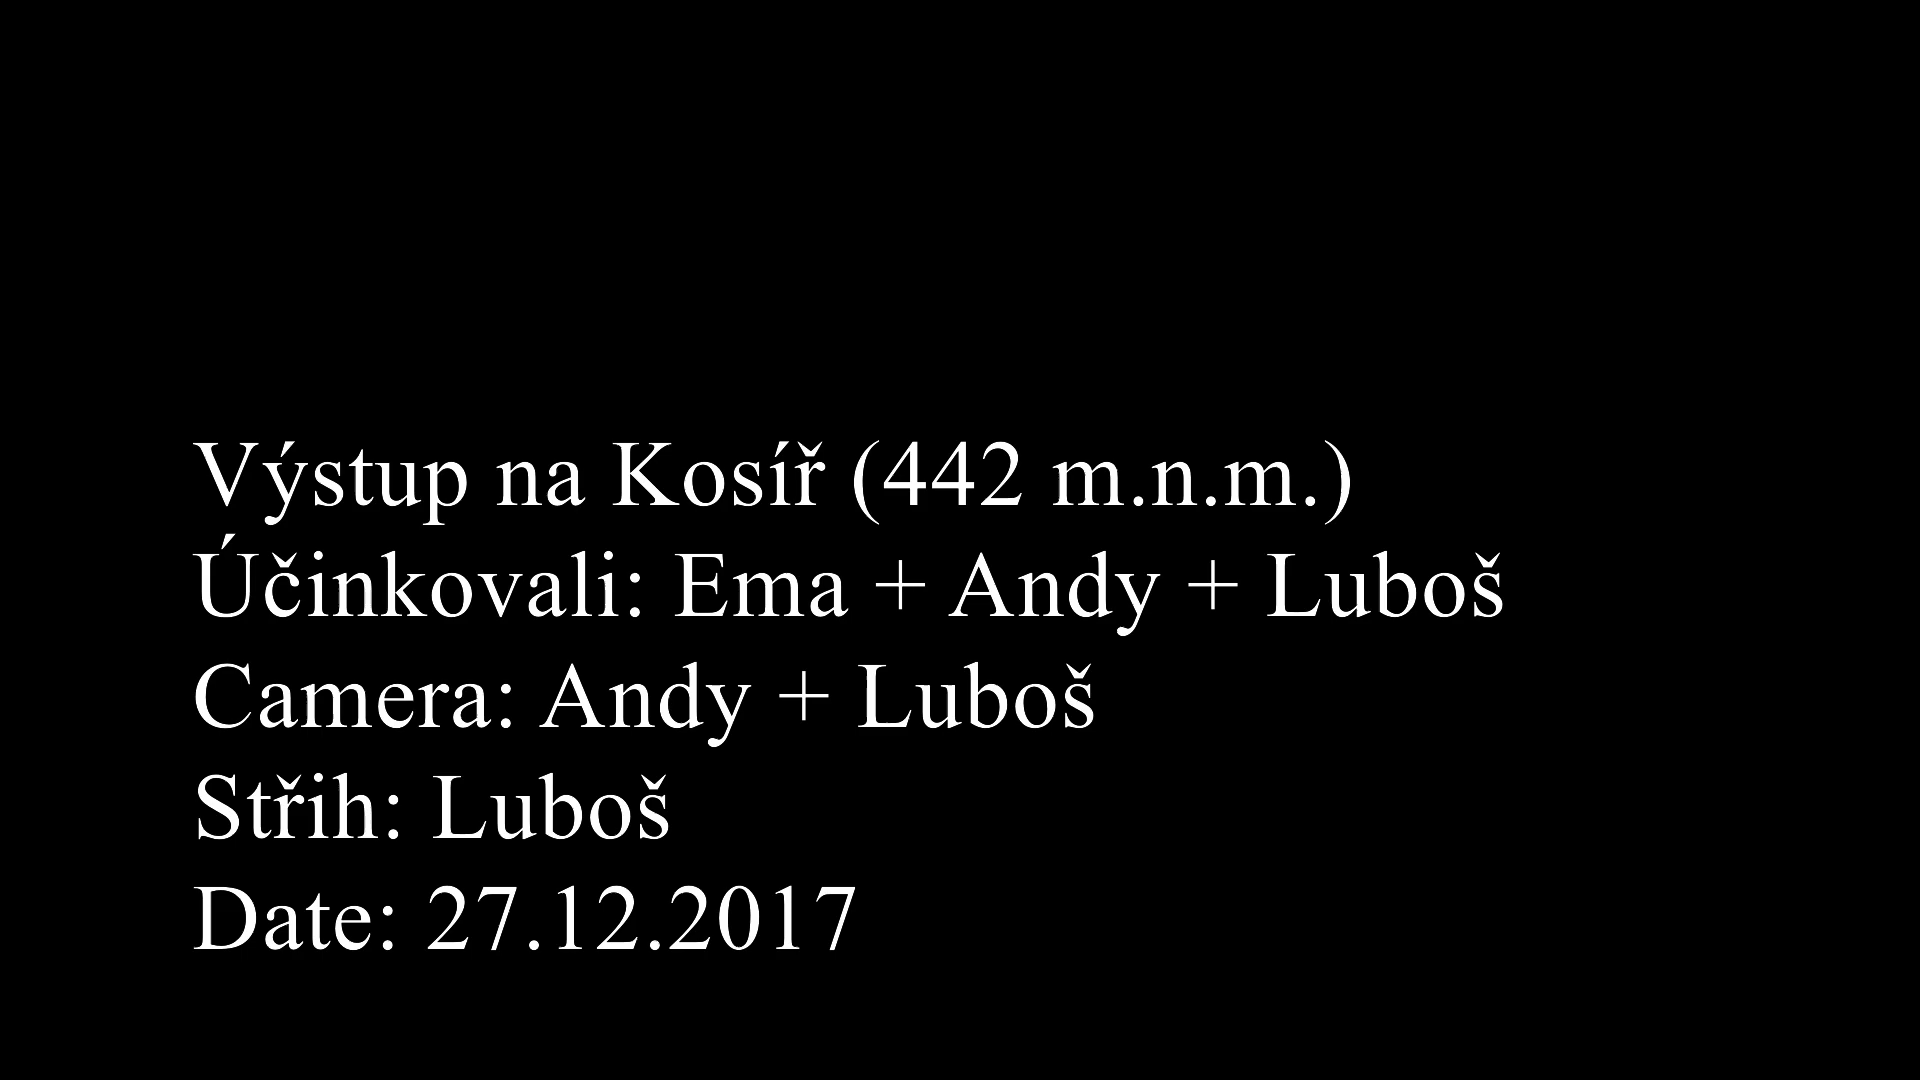 Výstup na Kosíř (442 m.n.m.)
Účinkovali: Ema + Andy + Luboš
Camera: Andy + Luboš
Střih: Luboš
Date: 27.12.2017